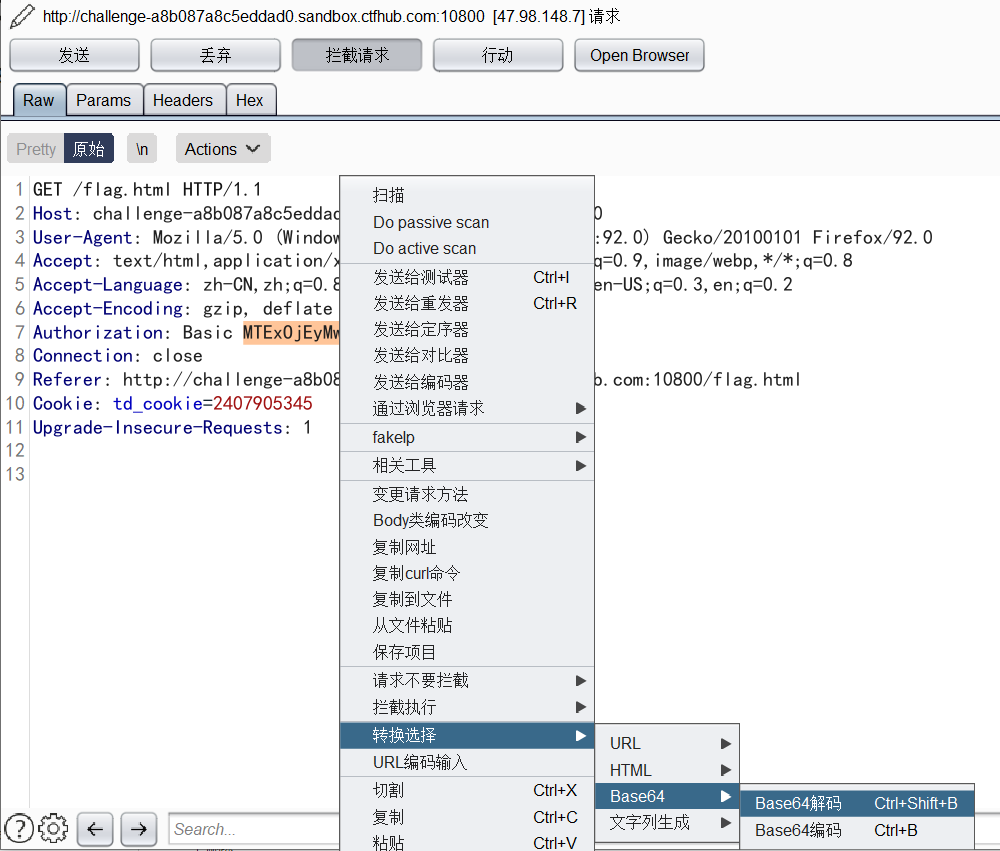 http://challenge-a8b087a8c5eddad0.sandbox.ctfhub.com:10800 [47.98.148.7] 请求
发送 丢弃 拦截请求 行动 Open Browser
Raw Params Headers Hex
Pretty 原始 \n Actions
1 GET /flag.html HTTP/1.1
2 Host: challenge-a8b087a8c5eddad 0
3 User-Agent: Mozilla/5.0 (Window :92.0) Gecko/20100101 Firefox/92.0
4 Accept: text/html,application/x q=0.9,image/webp,*/*;q=0.8
5 Accept-Language: zh-CN,zh;q=0.8 en-US;q=0.3,en;q=0.2
6 Accept-Encoding: gzip, deflate
7 Authorization: Basic MTExOjEyMw
8 Connection: close
9 Referer: http://challenge-a8b08 b.com:10800/flag.html
10 Cookie: td_cookie=2407905345
11 Upgrade-Insecure-Requests: 1
12
13
扫描
Do passive scan
Do active scan
发送给测试器 Ctrl+I
发送给重发器 Ctrl+R
发送给定序器
发送给对比器
发送给编码器
通过浏览器请求
fakeIp
相关工具
变更请求方法
Body类编码改变
复制网址
复制curl命令
复制到文件
从文件粘贴
保存项目
请求不要拦截
拦截执行
转换选择
URL编码输入
切割 Ctrl+X
复制 Ctrl+C
粘贴 Ctrl+V
URL
HTML
Base64
文字列生成
Base64解码 Ctrl+Shift+B
Base64编码 Ctrl+B
? Search...